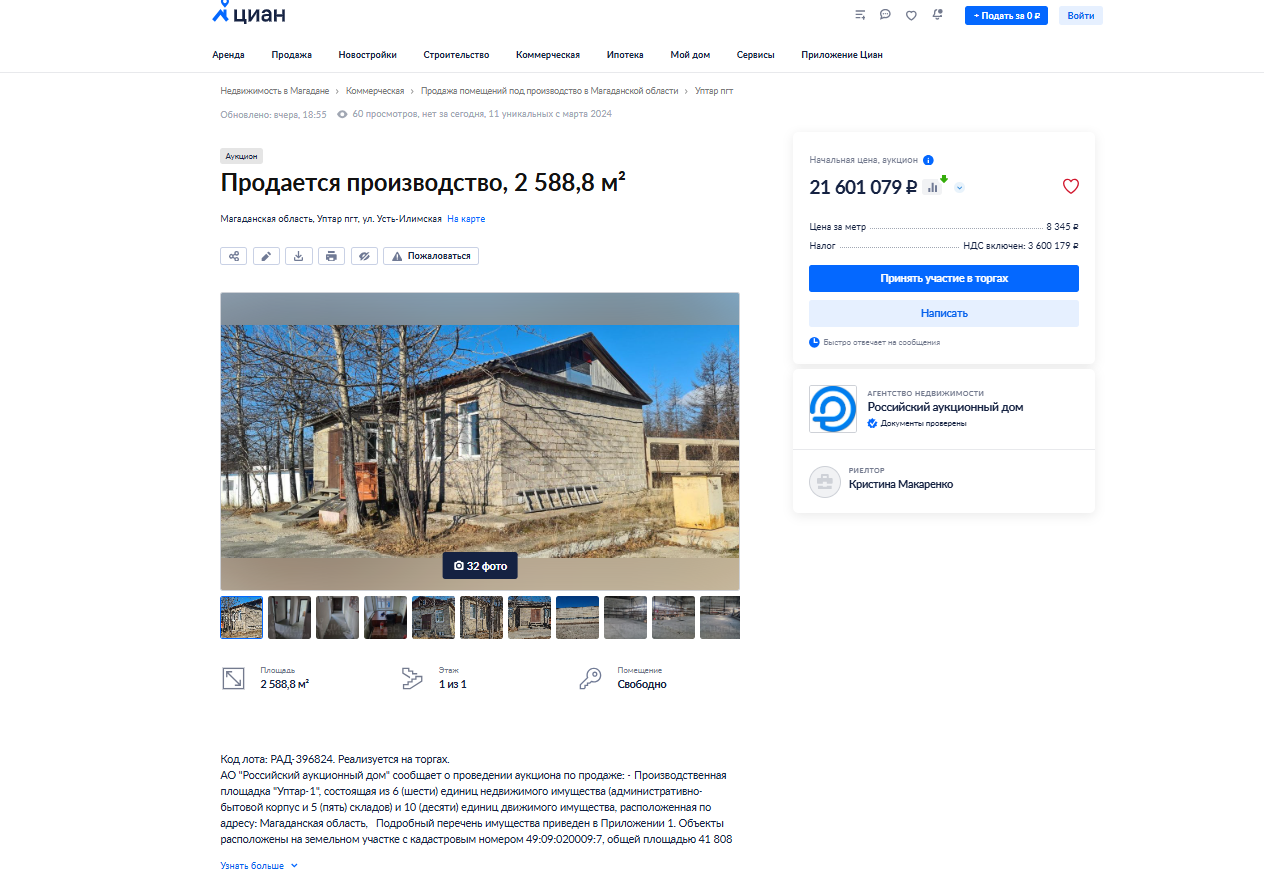 циан
+ Подать за 0 ₽
Войти
Аренда Продажа Новостройки Строительство Коммерческая Ипотека Мой дом Сервисы Приложение Циан
Недвижимость в Магадане › Коммерческая › Продажа помещений под производство в Магаданской области › Уптар пгт
Обновлено: вчера, 18:55 60 просмотров, нет за сегодня, 11 уникальных с марта 2024
Аукцион
Продается производство, 2 588,8 м²
Магаданская область, Уптар пгт, ул. Усть-Илимская На карте
Пожаловаться
32 фото
Площадь
2 588,8 м²
Этаж
1 из 1
Помещение
Свободно
Код лота: РАД-396824. Реализуется на торгах.
АО "Российский аукционный дом" сообщает о проведении аукциона по продаже: - Производственная
площадка "Уптар-1", состоящая из 6 (шести) единиц недвижимого имущества (административно-
бытовой корпус и 5 (пять) складов) и 10 (десяти) единиц движимого имущества, расположенная по
адресу: Магаданская область, Подробный перечень имущества приведен в Приложении 1. Объекты
расположены на земельном участке с кадастровым номером 49:09:020009:7, общей площадью 41 808
Узнать больше
Начальная цена, аукцион
21 601 079 ₽
Цена за метр 8 345 ₽
Налог НДС включен: 3 600 179 ₽
Принять участие в торгах
Написать
Быстро отвечает на сообщения
АГЕНТСТВО НЕДВИЖИМОСТИ
Российский аукционный дом
Документы проверены
РИЕЛТОР
Кристина Макаренко